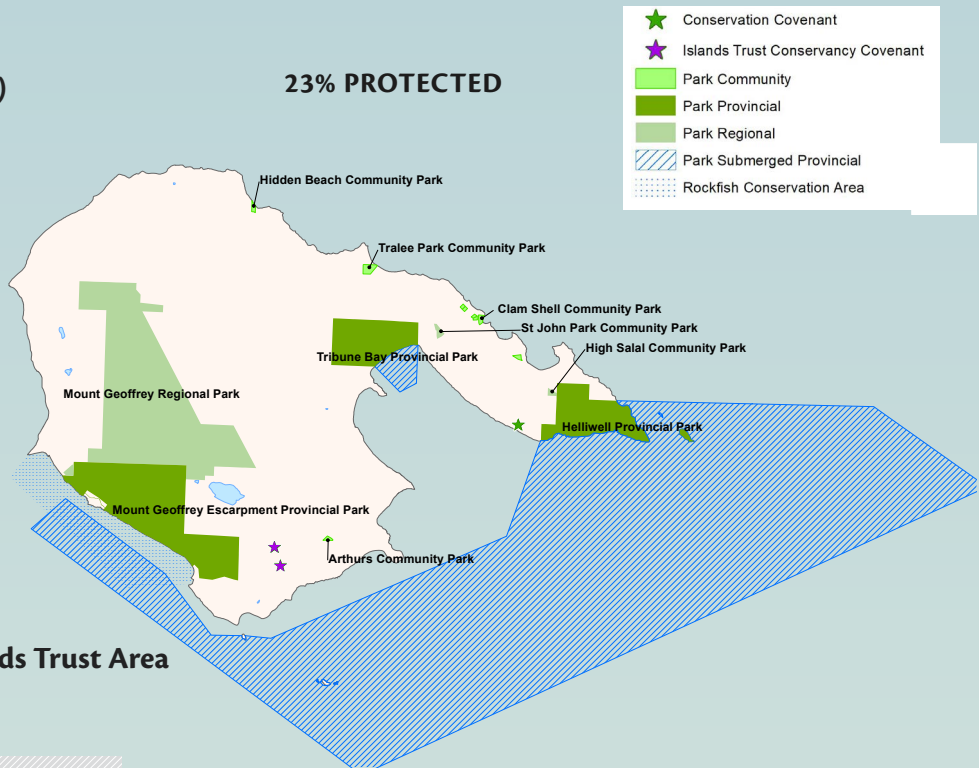 Conservation Covenant
Islands Trust Conservancy Covenant
)
23% PROTECTED
Park Community
Park Provincial
Park Regional
Park Submerged Provincial
Rockfish Conservation Area
Hidden Beach Community Park
Tralee Park Community Park
Clam Shell Community Park
St John Park Community Park
High Salal Community Park
Tribune Bay Provincial Park
Mount Geoffrey Regional Park
Helliwell Provincial Park
Mount Geoffrey Escarpment Provincial Park
Arthurs Community Park
ds Trust Area